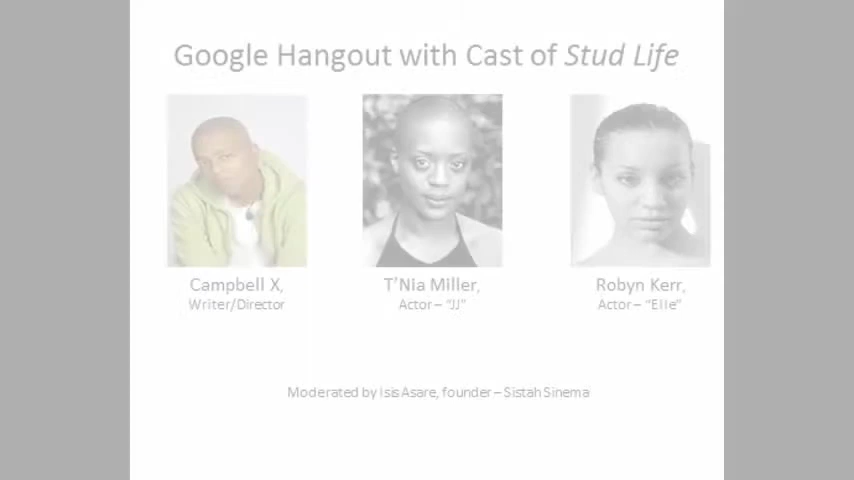 Google Hangout with Cast of Stud Life
Campbell X,
Writer/Director
T'Nia Miller,
Actor – "JJ"
Robyn Kerr,
Actor – "Elle"
Moderated by Isis Asare, founder – Sistah Sinema